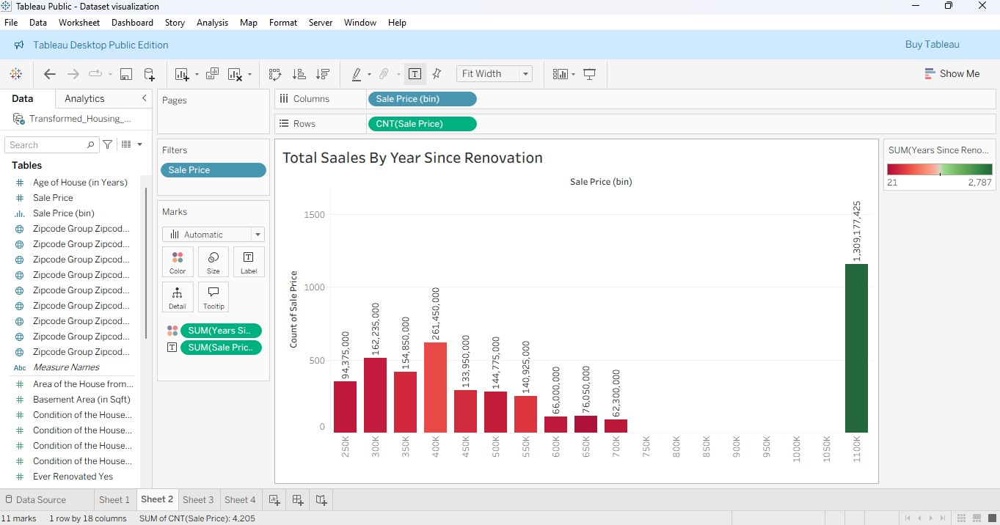 Tableau Public - Dataset visualization
File Data Worksheet Dashboard Story Analysis Map Format Server Window Help
Tableau Desktop Public Edition Buy Tableau
Fit Width Show Me
Data Analytics
Transformed_Housing_...
Search
Tables
Age of House (in Years)
Sale Price
Sale Price (bin)
Zipcode Group Zipcod...
Zipcode Group Zipcod...
Zipcode Group Zipcod...
Zipcode Group Zipcod...
Zipcode Group Zipcod...
Zipcode Group Zipcod...
Zipcode Group Zipcod...
Zipcode Group Zipcod...
Zipcode Group Zipcod...
Abc Measure Names
Area of the House from...
Basement Area (in Sqft)
Condition of the House...
Condition of the House...
Condition of the House...
Condition of the House...
Ever Renovated Yes
Pages
Filters
Sale Price
Marks
Automatic
Color Size Label
Detail Tooltip
SUM(Years Si..
SUM(Sale Pric..
Columns Sale Price (bin)
Rows CNT(Sale Price)
Total Saales By Year Since Renovation
Sale Price (bin)
Count of Sale Price
1500
1000
500
0
94,375,000
162,235,000
154,850,000
261,450,000
133,950,000
144,775,000
140,925,000
66,000,000
76,050,000
62,300,000
1,309,177,425
250K
300K
350K
400K
450K
500K
550K
600K
650K
700K
750K
800K
850K
900K
950K
1000K
1050K
1100K
SUM(Years Since Reno...
21 2,787
Data Source Sheet 1 Sheet 2 Sheet 3 Sheet 4
11 marks 1 row by 18 columns SUM of CNT(Sale Price): 4,205